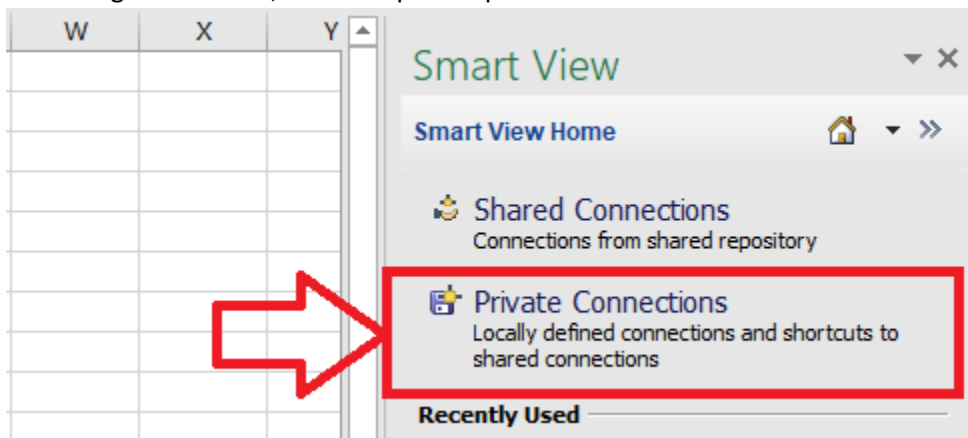 W X Y
Smart View
Smart View Home
Shared Connections
Connections from shared repository
Private Connections
Locally defined connections and shortcuts to
shared connections
Recently Used